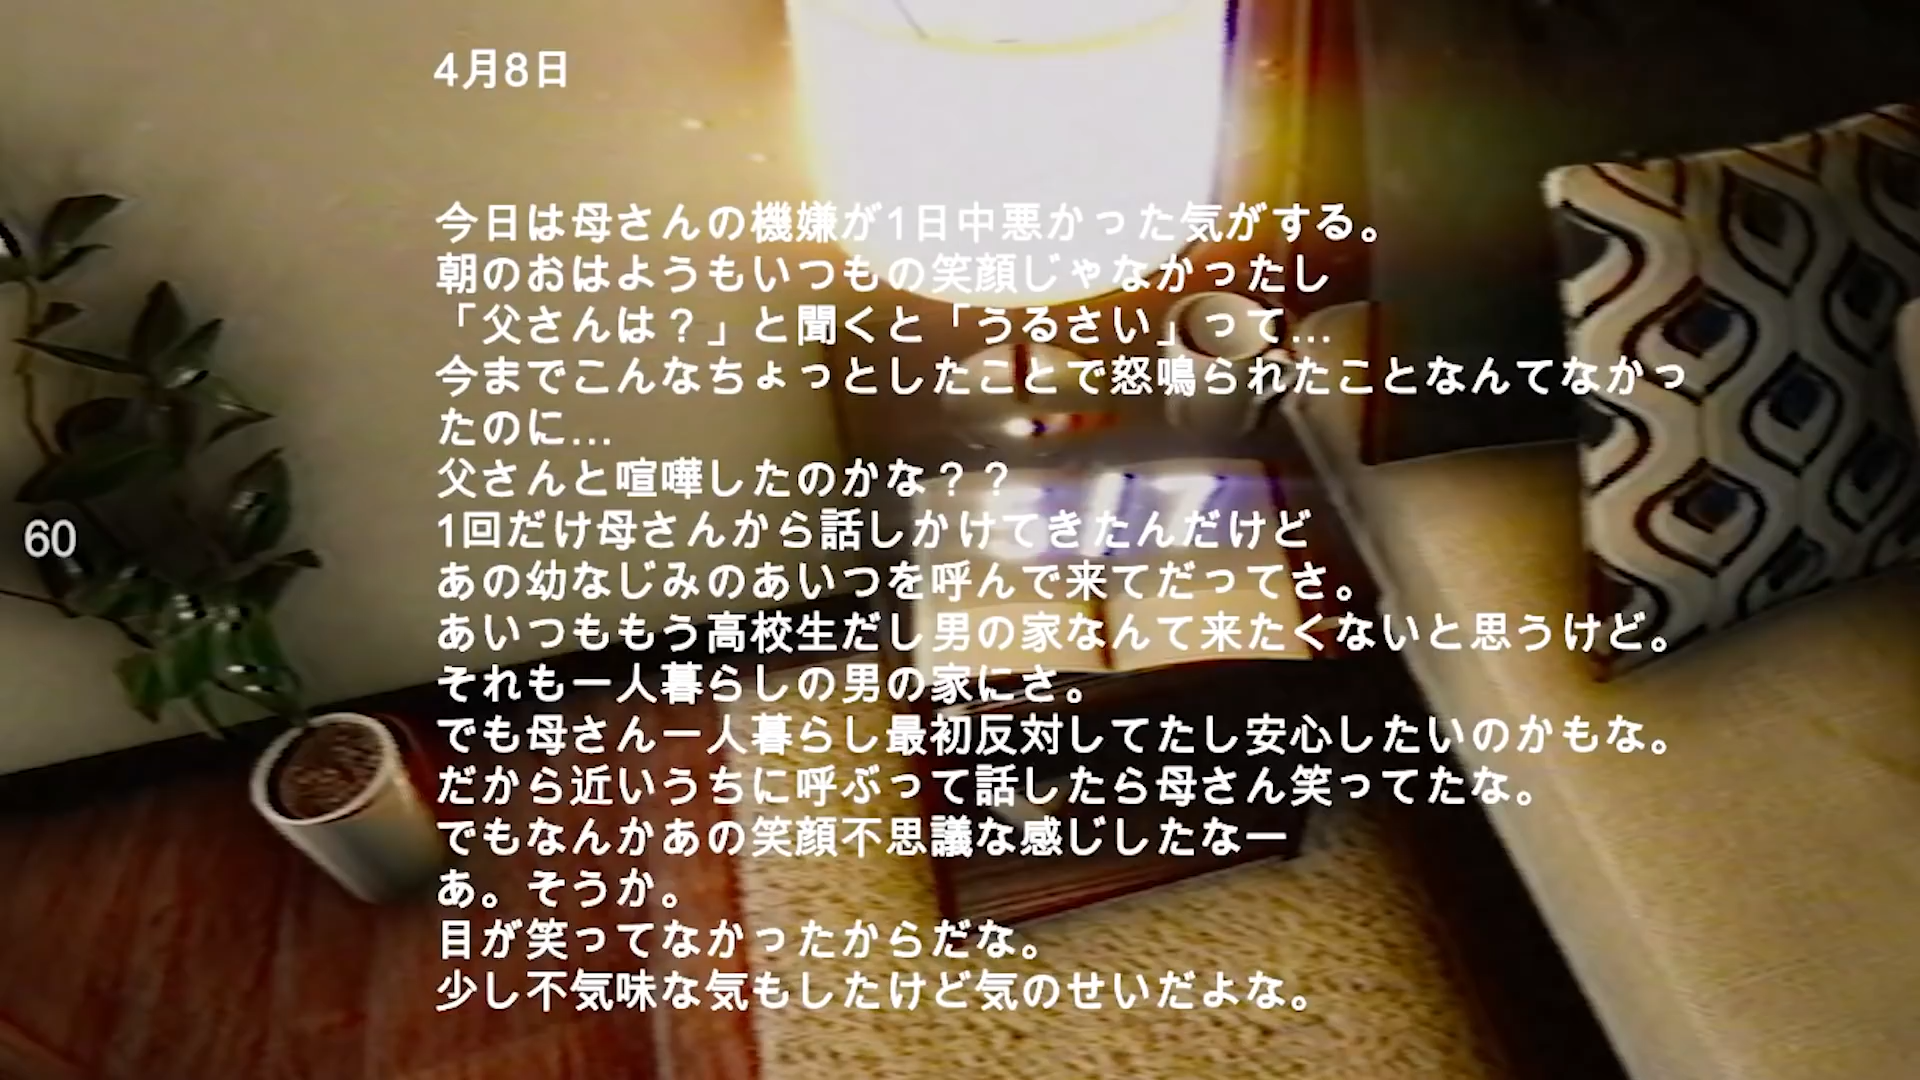 4月8日
今日は母さんの機嫌が1日中悪かった気がする。
朝のおはようもいつもの笑顔じゃなかったし
「父さんは？」と聞くと「うるさい」って…
今までこんなちょっとしたことで怒鳴られたことなんてなかっ
たのに…
父さんと喧嘩したのかな？？
1回だけ母さんから話しかけてきたんだけど
あの幼なじみのあいつを呼んで来てだってさ。
あいつももう高校生だし男の家なんて来たくないと思うけど。
60
それも一人暮らしの男の家にさ。
でも母さん一人暮らし最初反対してたし安心したいのかもな。
だから近いうちに呼ぶって話したら母さん笑ってたな。
でもなんかあの笑顔不思議な感じしたなー
あ。そうか。
目が笑ってなかったからだな。
少し不気味な気もしたけど気のせいだよな。